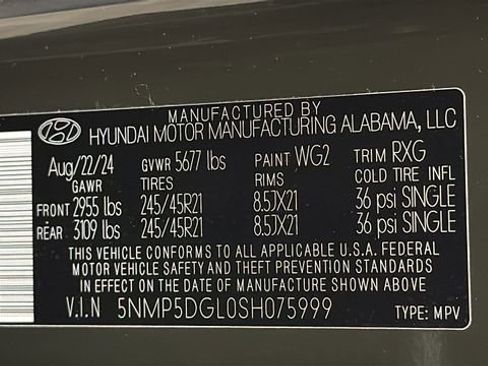 MANUFACTURED BY
HYUNDAI MOTOR MANUFACTURING ALABAMA, LLC
Aug/22/24 GVWR 5677 lbs PAINT WG2 TRIM RXG
GAWR TIRES RIMS COLD TIRE INFL
FRONT 2955 lbs 245/45R21 8.5JX21 36 psi SINGLE
REAR 3109 lbs 245/45R21 8.5JX21 36 psi SINGLE
THIS VEHICLE CONFORMS TO ALL APPLICABLE U.S.A. FEDERAL
MOTOR VEHICLE SAFETY AND THEFT PREVENTION STANDARDS
IN EFFECT ON THE DATE OF MANUFACTURE SHOWN ABOVE
V.I.N 5NMP5DGL0SH075999 TYPE: MPV